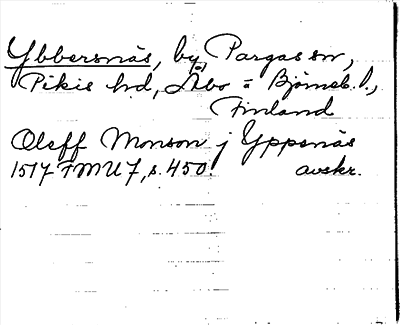 Ybbersnäs, by, Pargas sn,
Pikis hd, Åbo = Björneb. l.,
Finland
Oleff Monson j Yppsnäs
1517 FMU 7, s. 450. avskr.